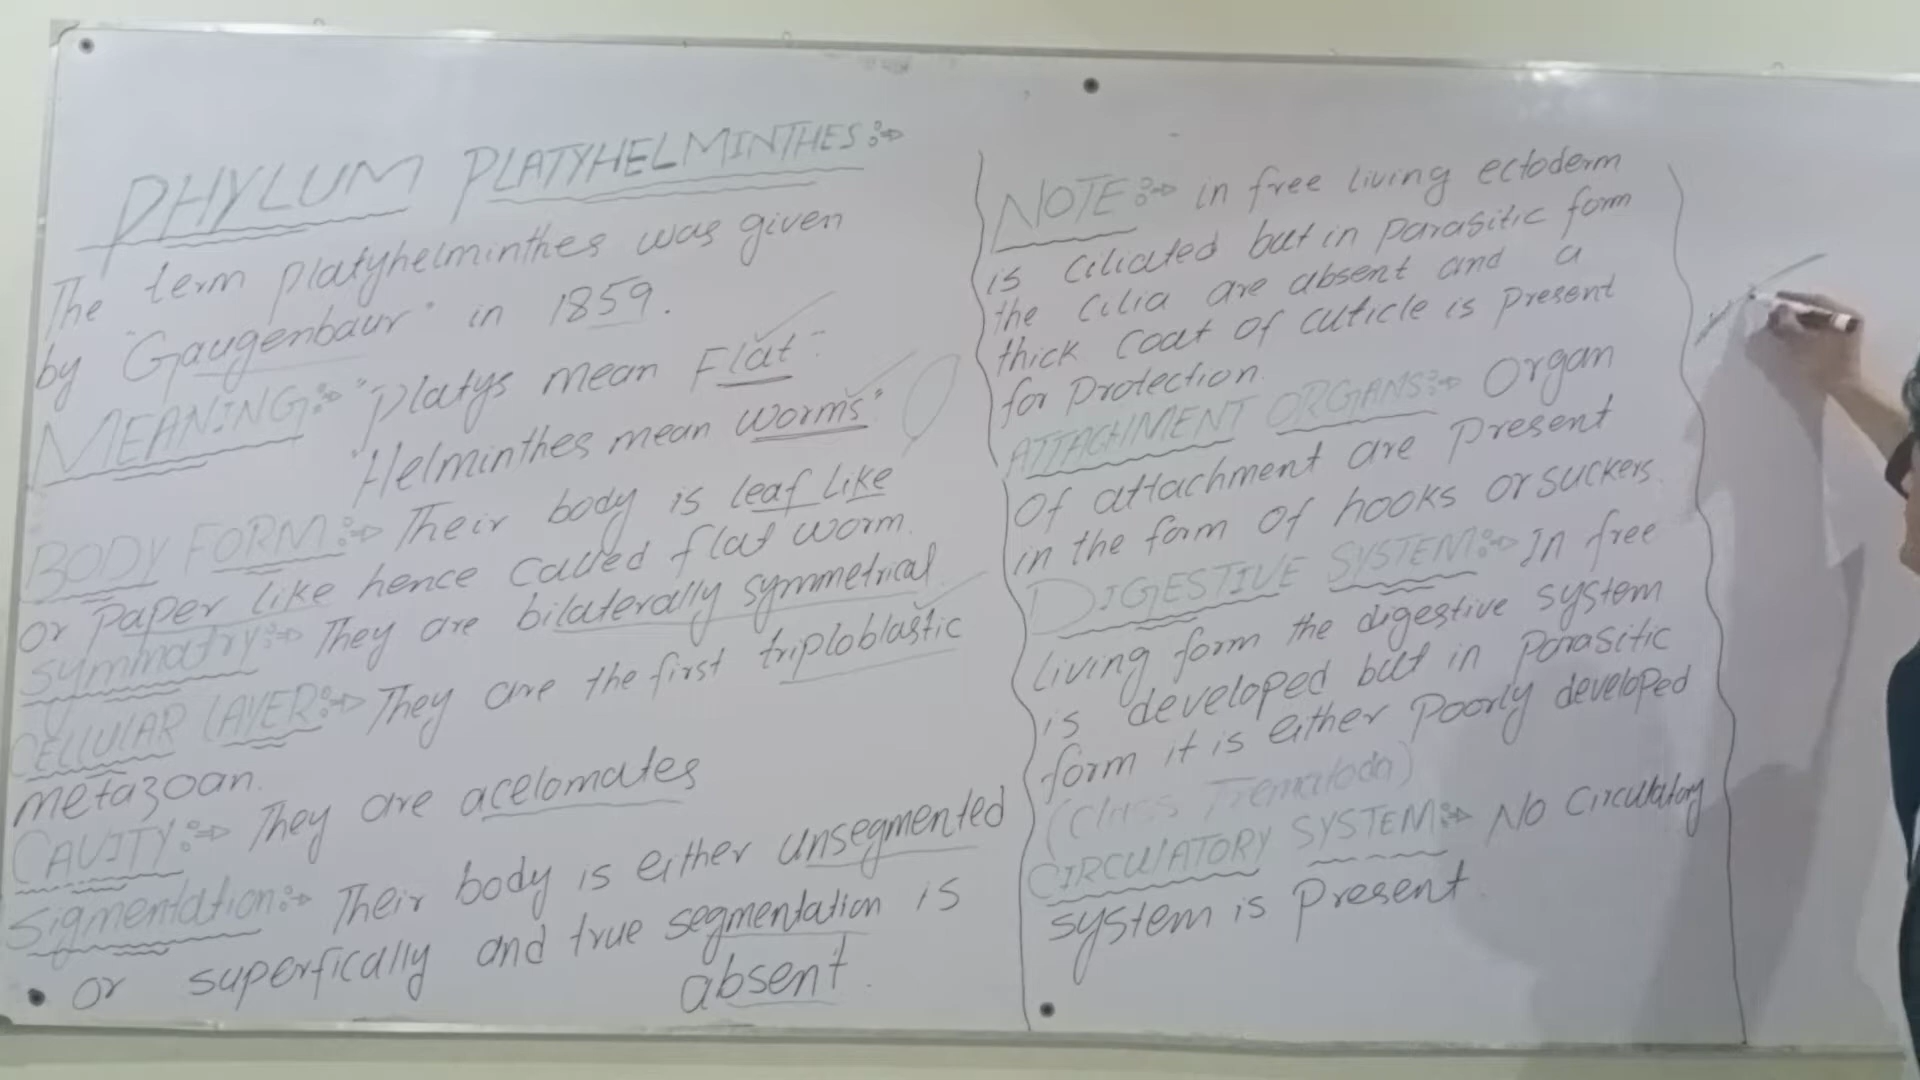 PHYLUM PLATYHELMINTHES:⇒
The term platyhelminthes was given
by "Gaugenbaur" in 1859.
MEANING:⇒ "Platys mean Flat"
"Helminthes mean worms"
BODY FORM:⇒ Their body is leaf like
or paper like hence called flat worm.
symmatry:⇒ They are bilaterally symmetrical
CELLULAR LAYER:⇒ They are the first triploblastic
metazoan.
CAVITY:⇒ They are acelomates
Sigmentation:⇒ Their body is either unsegmented
or superfically and true segmentation is
absent.
NOTE:⇒ in free living ectoderm
is ciliated but in parasitic form
the cilia are absent and a
thick coat of cuticle is present
for protection.
ATTACHMENT ORGANS:⇒ Organ
of attachment are present
in the form of hooks or suckers.
DIGESTIVE SYSTEM:⇒ In free
living form the digestive system
is developed but in parasitic
form it is either poorly developed
(Class Trematoda)
CIRCULATORY SYSTEM:⇒ No circulatory
system is present.